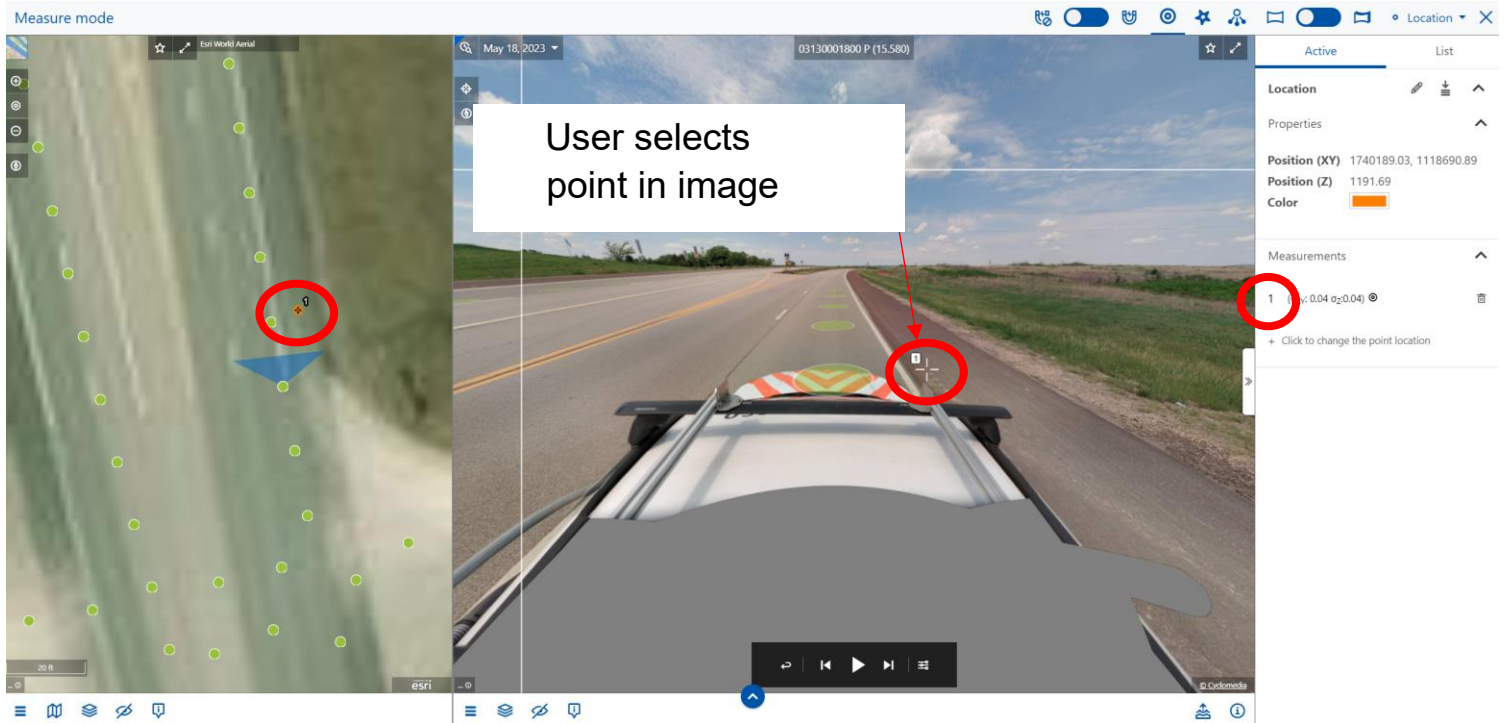 Measure mode
Location
Esri World Aerial
May 18, 2023
03130001800 P (15.580)
Active
List
Location
Properties
Position (XY) 1740189.03, 1118690.89
Position (Z) 1191.69
Color
User selects
point in image
Measurements
1
1
1 0.04 σz:0.04)
+ Click to change the point location
20 ft
esri
© Cyclomedia